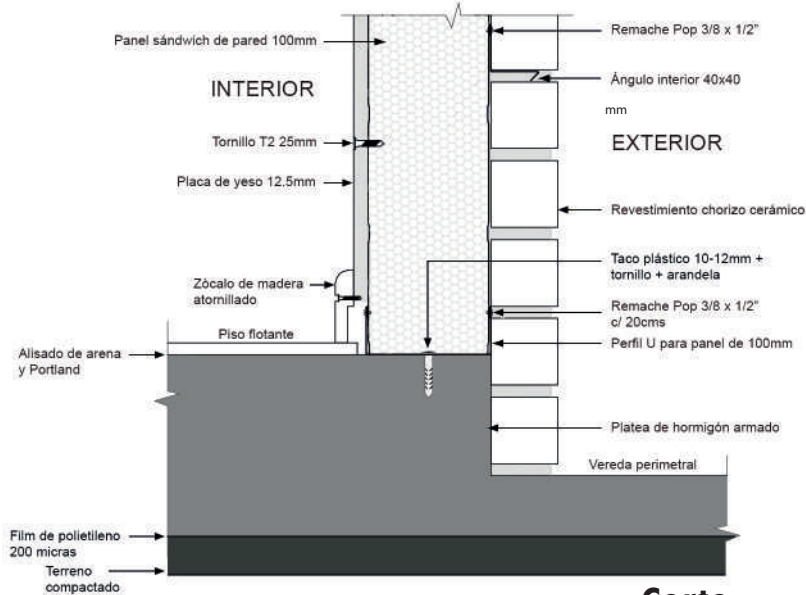 Panel sándwich de pared 100mm
INTERIOR
Tornillo T2 25mm
Placa de yeso 12.5mm
Zócalo de madera
atornillado
Piso flotante
Alisado de arena
y Portland
Film de polietileno
200 micras
Terreno
compactado
Remache Pop 3/8 x 1/2"
Ángulo interior 40x40
mm
EXTERIOR
Revestimiento chorizo cerámico
Taco plástico 10-12mm +
tornillo + arandela
Remache Pop 3/8 x 1/2"
c/ 20cms
Perfil U para panel de 100mm
Platea de hormigón armado
Vereda perimetral